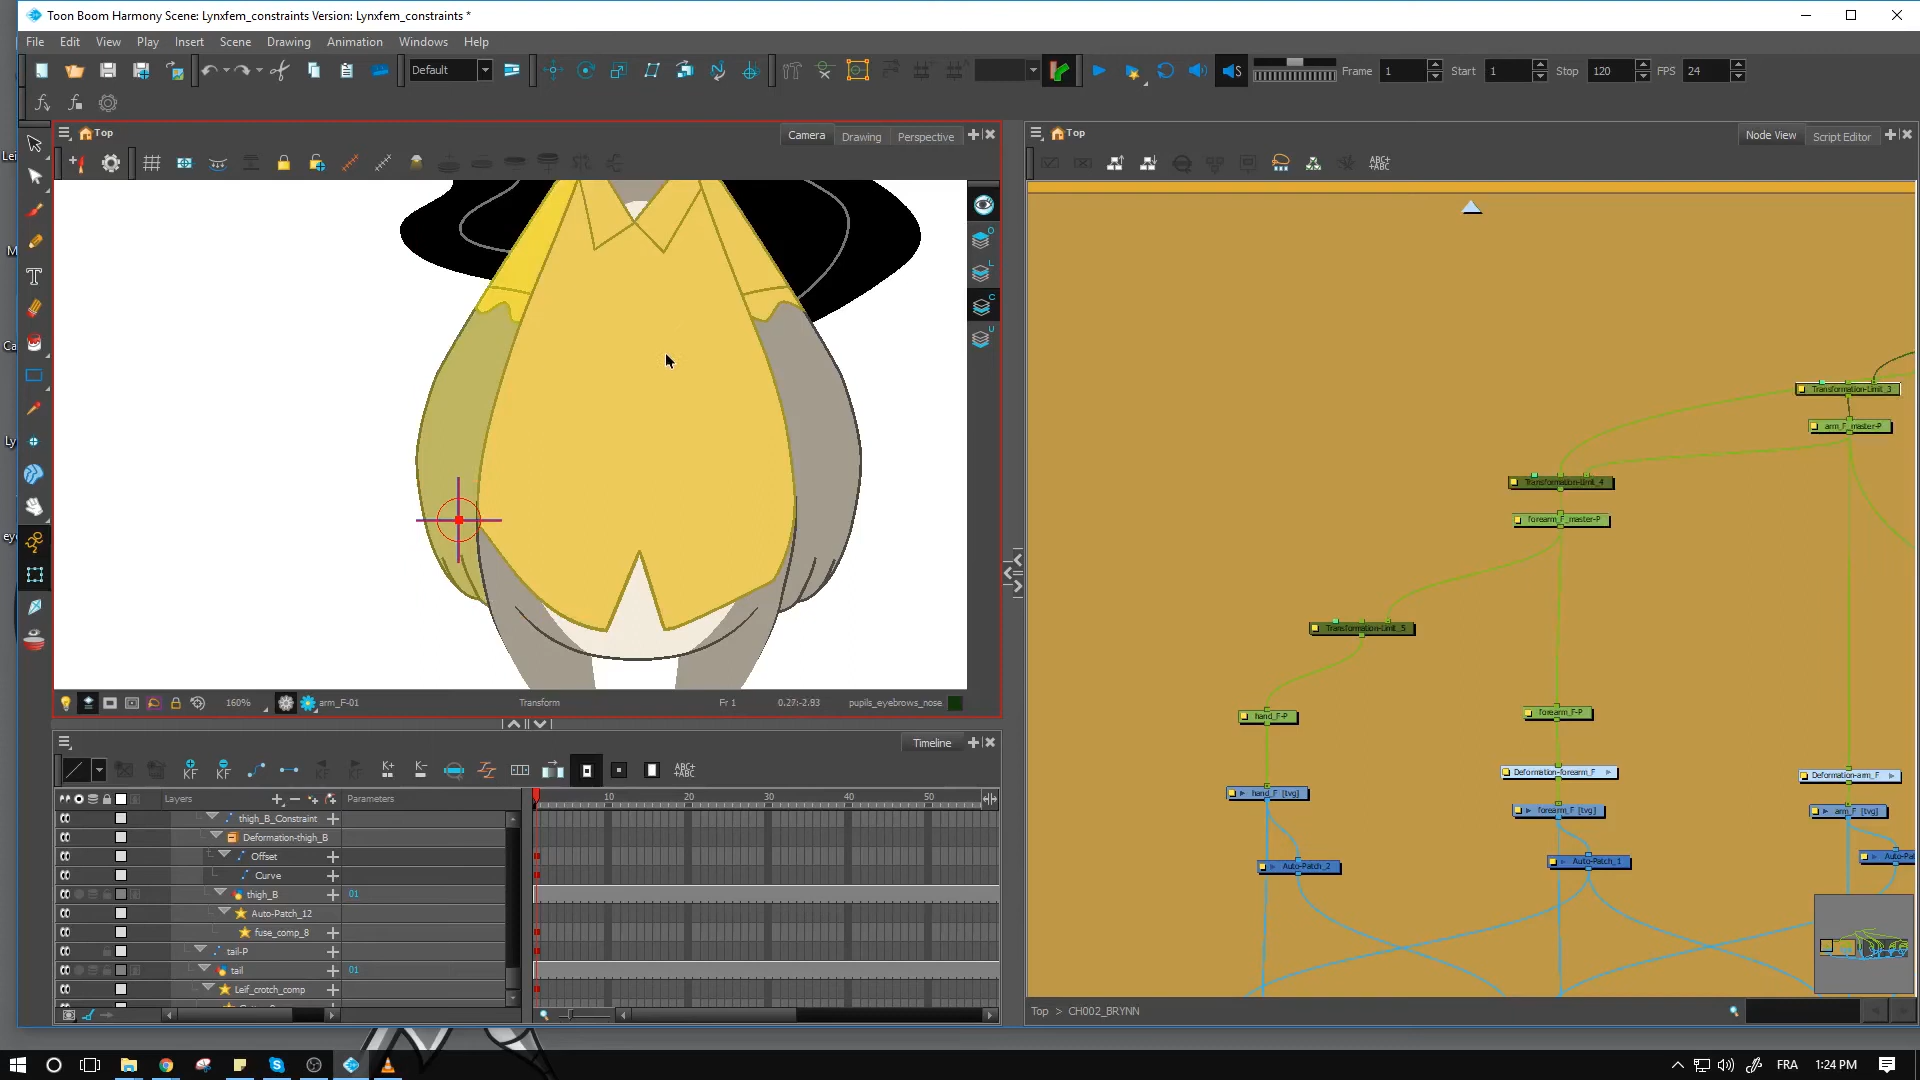 Toon Boom Harmony Scene: Lynxfem_constraints Version: Lynxfem_constraints *
File Edit View Play Insert Scene Drawing Animation Windows Help
Default
Frame 1 Start 1 Stop 120 FPS 24
Top
Camera Drawing Perspective
Top
Node View Script Editor
Transformation-Limit_3
arm_F_master-P
Transformation-Limit_4
forearm_F_master-P
Transformation-Limit_5
hand_F-P
forearm_F-P
Deformation-forearm_F
Deformation-arm_F
hand_F [tvg]
forearm_F [tvg]
arm_F [tvg]
Auto-Patch_2
Auto-Patch_1
Auto-Pat
Top > CH002_BRYNN
160%
arm_F-01
Transform
Fr 1
0.27:-2.93
pupils_eyebrows_nose
Timeline
Layers
Parameters
10 20 30 40 50
thigh_B_Constraint
Deformation-thigh_B
Offset
Curve
thigh_B 01
Auto-Patch_12
fuse_comp_8
tail-P
tail 01
Leif_crotch_comp
FRA
1:24 PM